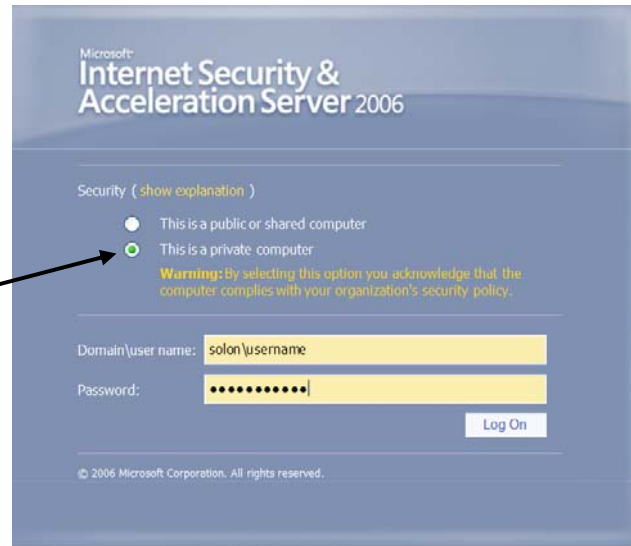 Microsoft
Internet Security &
Acceleration Server 2006
Security ( show explanation )
This is a public or shared computer
This is a private computer
Warning: By selecting this option you acknowledge that the
computer complies with your organization's security policy.
Domain\user name: solon\username
Password: •••••••••••
Log On
© 2006 Microsoft Corporation. All rights reserved.